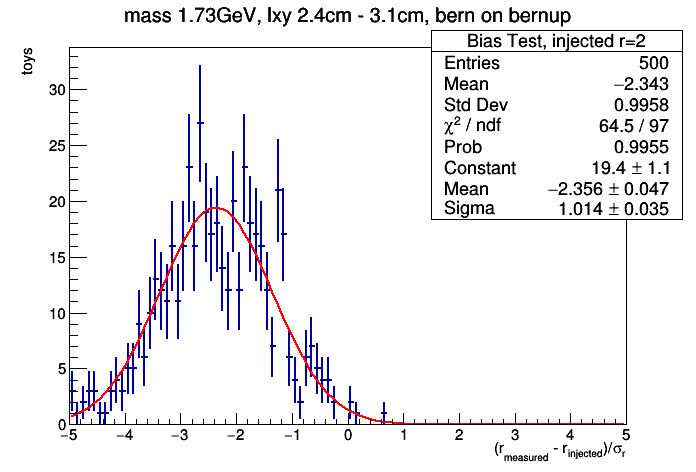 mass 1.73GeV, lxy 2.4cm - 3.1cm, bern on bernup
toys
Bias Test, injected r=2
Entries 500
Mean −2.343
Std Dev 0.9958
χ² / ndf 64.5 / 97
Prob 0.9955
Constant 19.4 ± 1.1
Mean −2.356 ± 0.047
Sigma 1.014 ± 0.035
30
25
20
15
10
5
0
−5 −4 −3 −2 −1 0 1 2 3 4 5
(r_measured - r_injected)/σ_r